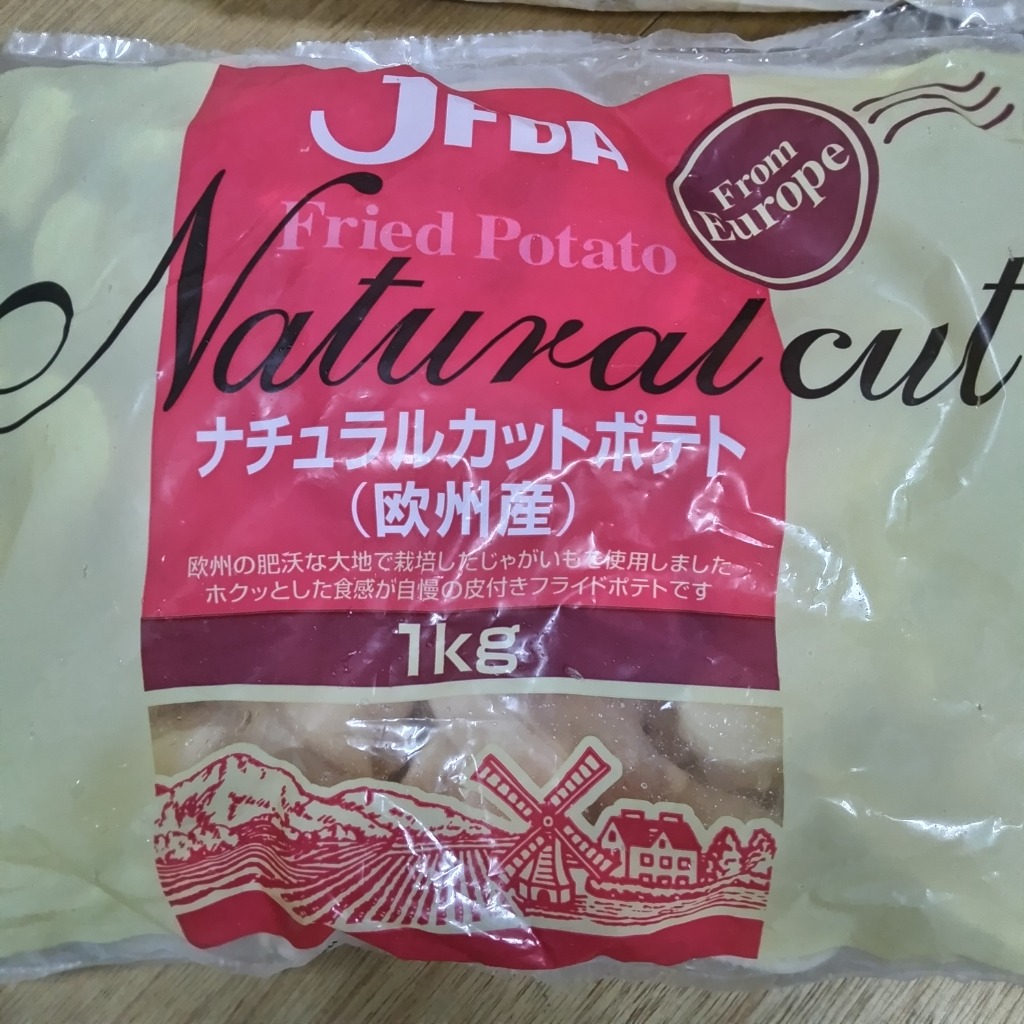 JFDA
From
Europe
Fried Potato
Natural cut
ナチュラルカットポテト
（欧州産）
欧州の肥沃な大地で栽培したじゃがいもを使用しました
ホクッとした食感が自慢の皮付きフライドポテトです
1kg